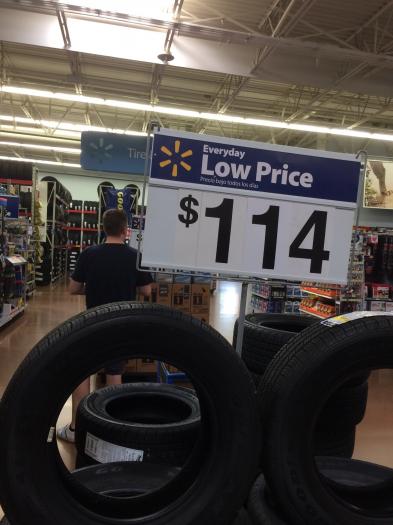 Tire
Everyday
Low Price
Precio bajo todos los días
$114